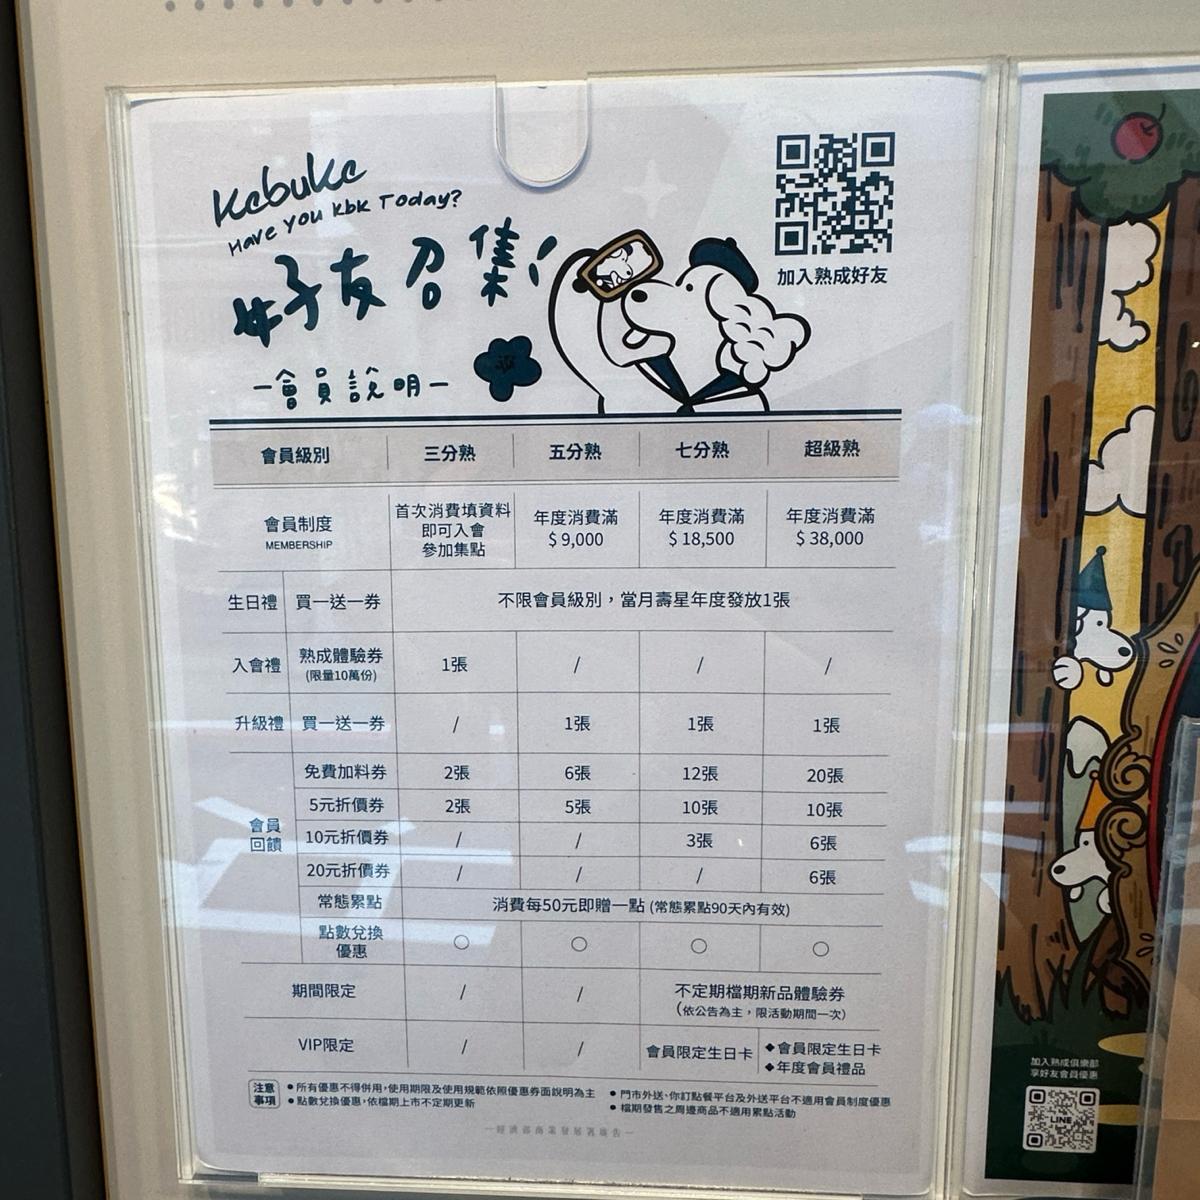 Kebuke
Have you KBK Today?
好友召集!
—會員說明—
加入熟成好友
會員級別 三分熟 五分熟 七分熟 超級熟
會員制度 MEMBERSHIP 首次消費填資料即可入會參加集點 年度消費滿$9,000 年度消費滿$18,500 年度消費滿$38,000
生日禮 買一送一券 不限會員級別，當月壽星年度發放1張
入會禮 熟成體驗券 (限量10萬份) 1張 / / /
升級禮 買一送一券 / 1張 1張 1張
會員回饋
免費加料券 2張 6張 12張 20張
5元折價券 2張 5張 10張 10張
10元折價券 / / 3張 6張
20元折價券 / / / 6張
常態累點 消費每50元即贈一點 (常態累點90天內有效)
點數兌換優惠 ○ ○ ○ ○
期間限定 / / 不定期檔期新品體驗券
(依公告為主，限活動期間一次)
VIP限定 / / 會員限定生日卡 ◆會員限定生日卡
◆年度會員禮品
注意事項
●所有優惠不得併用，使用期限及使用規範依照優惠券面說明為主
●點數兌換優惠，依檔期上市不定期更新
●門市外送、你訂點餐平台及外送平台不適用會員制度優惠
●檔期發售之周邊商品不適用累點活動
—經濟部商業發展署廣告—
加入熟成俱樂部
享好友會員優惠
LINE